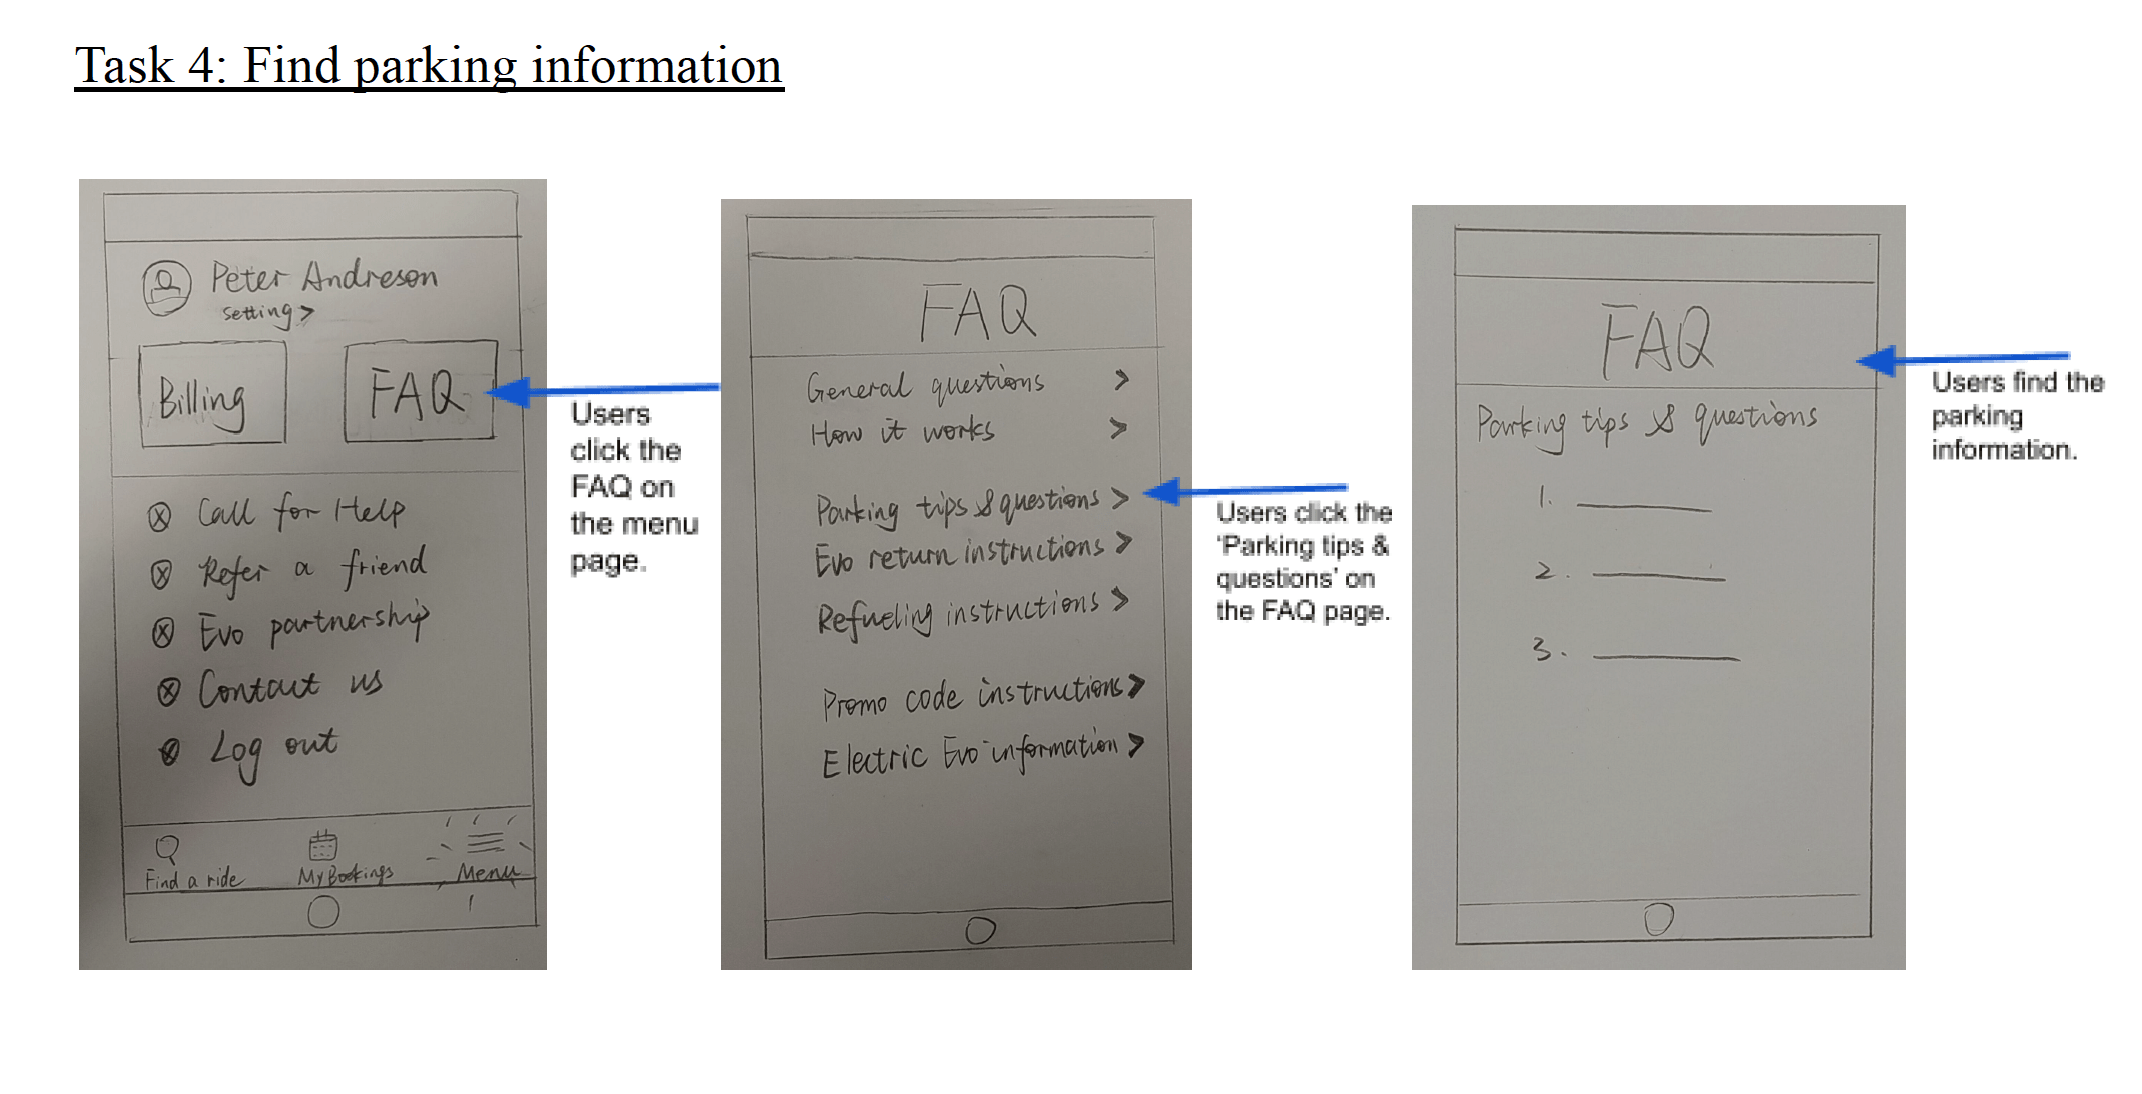 Task 4: Find parking information
Peter Andreson
setting >
Billing
FAQ
Call for Help
Refer a friend
Evo partnership
Contact us
Log out
Find a ride
My Bookings
Menu
Users
click the
FAQ on
the menu
page.
FAQ
General questions >
How it works >
Parking tips & questions >
Evo return instructions >
Refueling instructions >
Promo code instructions >
Electric Evo information >
Users click the
‘Parking tips &
questions’ on
the FAQ page.
FAQ
Parking tips & questions
1.
2.
3.
Users find the
parking
information.